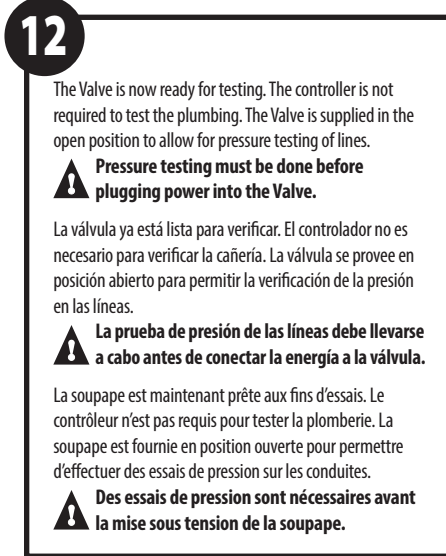 12
The Valve is now ready for testing. The controller is not
required to test the plumbing. The Valve is supplied in the
open position to allow for pressure testing of lines.
Pressure testing must be done before
plugging power into the Valve.
La válvula ya está lista para verificar. El controlador no es
necesario para verificar la cañería. La válvula se provee en
posición abierto para permitir la verificación de la presión
en las líneas.
La prueba de presión de las líneas debe llevarse
a cabo antes de conectar la energía a la válvula.
La soupape est maintenant prête aux fins d'essais. Le
contrôleur n'est pas requis pour tester la plomberie. La
soupape est fournie en position ouverte pour permettre
d'effectuer des essais de pression sur les conduites.
Des essais de pression sont nécessaires avant
la mise sous tension de la soupape.